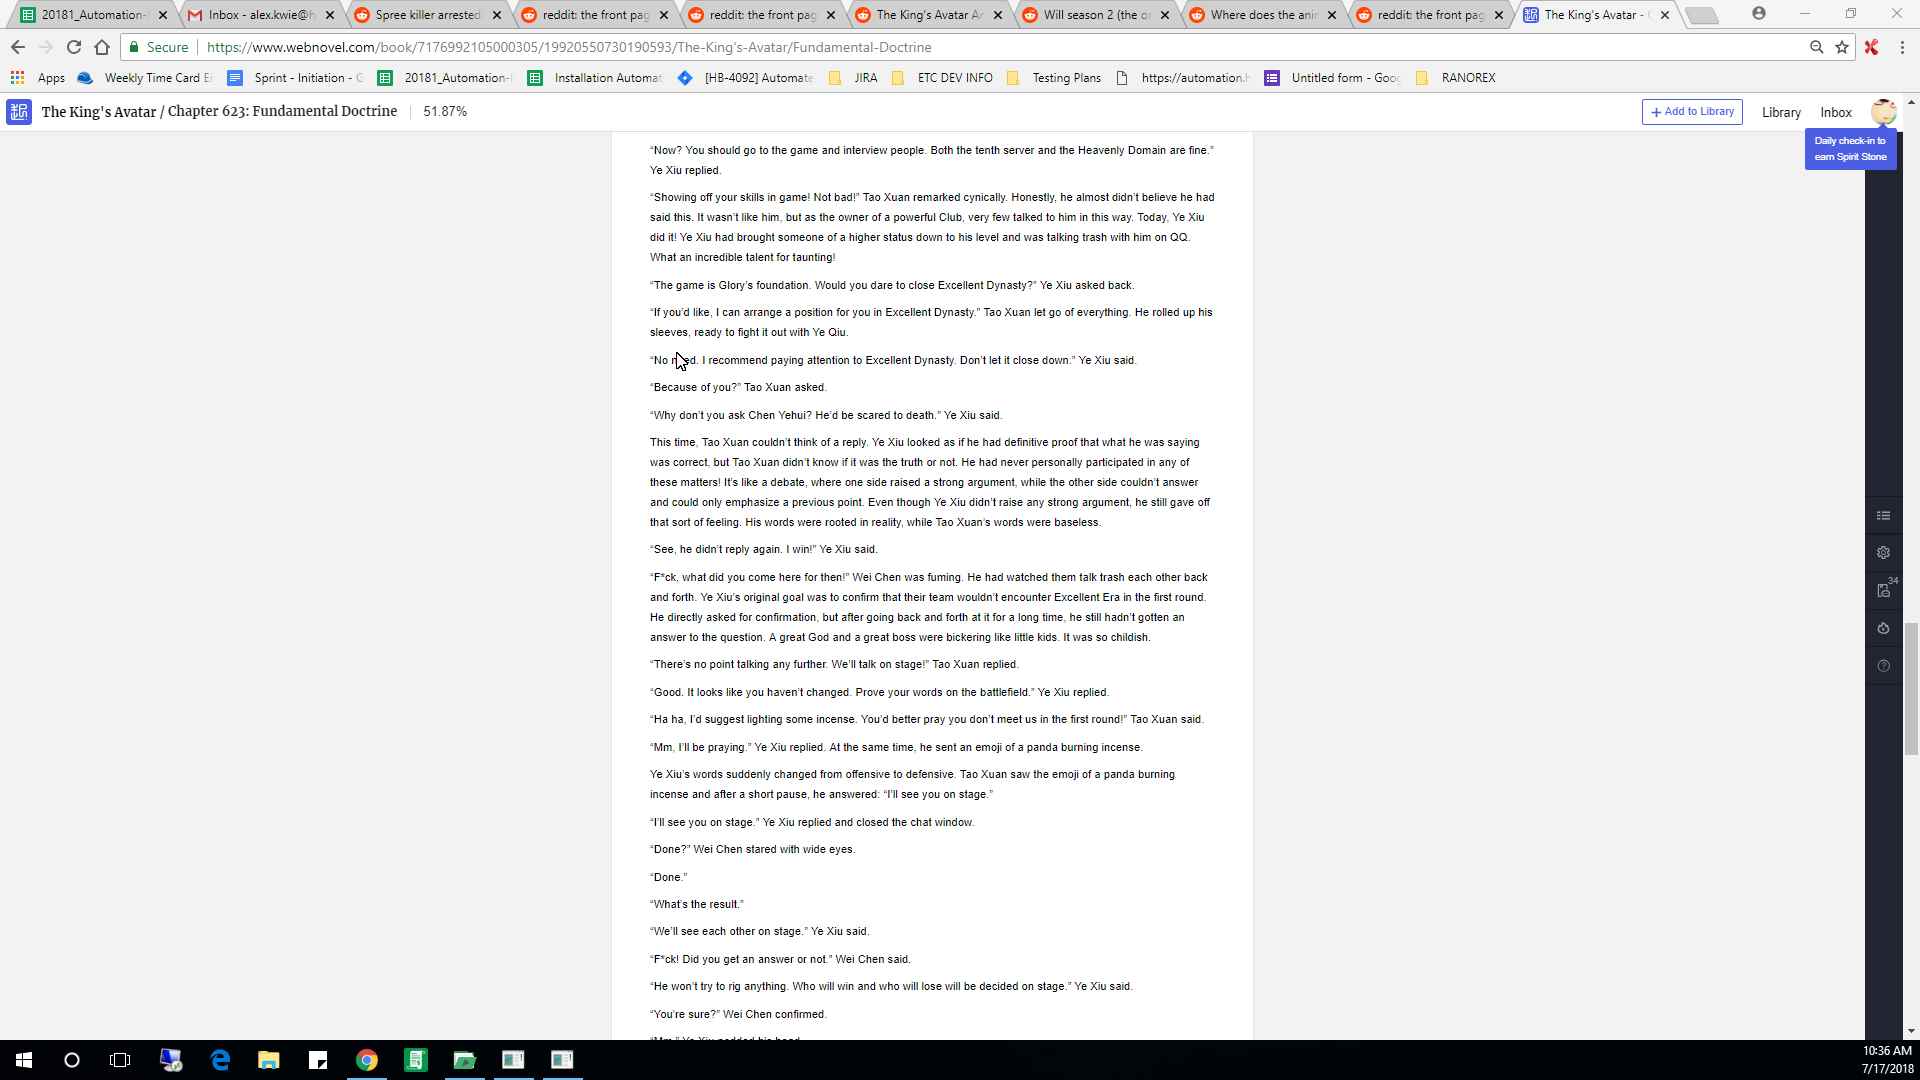 20181_Automation-
Inbox - alex.kwie@h
Spree killer arrested
reddit: the front pag
reddit: the front pag
The King's Avatar A
Will season 2 (the o
Where does the ani
reddit: the front pag
The King's Avatar -
Secure
https://www.webnovel.com/book/7176992105000305/19920550730190593/The-King's-Avatar/Fundamental-Doctrine
Apps
Weekly Time Card E
Sprint - Initiation - G
20181_Automation-
Installation Automat
[HB-4092] Automate
JIRA
ETC DEV INFO
Testing Plans
https://automation.h
Untitled form - Goo
RANOREX
The King's Avatar / Chapter 623: Fundamental Doctrine
51.87%
+ Add to Library
Library
Inbox
Daily check-in to
earn Spirit Stone
“Now? You should go to the game and interview people. Both the tenth server and the Heavenly Domain are fine.”
Ye Xiu replied.
“Showing off your skills in game! Not bad!” Tao Xuan remarked cynically. Honestly, he almost didn’t believe he had
said this. It wasn’t like him, but as the owner of a powerful Club, very few talked to him in this way. Today, Ye Xiu
did it! Ye Xiu had brought someone of a higher status down to his level and was talking trash with him on QQ.
What an incredible talent for taunting!
“The game is Glory’s foundation. Would you dare to close Excellent Dynasty?” Ye Xiu asked back.
“If you’d like, I can arrange a position for you in Excellent Dynasty.” Tao Xuan let go of everything. He rolled up his
sleeves, ready to fight it out with Ye Qiu.
“No need. I recommend paying attention to Excellent Dynasty. Don’t let it close down.” Ye Xiu said.
“Because of you?” Tao Xuan asked.
“Why don’t you ask Chen Yehui? He’d be scared to death.” Ye Xiu said.
This time, Tao Xuan couldn’t think of a reply. Ye Xiu looked as if he had definitive proof that what he was saying
was correct, but Tao Xuan didn’t know if it was the truth or not. He had never personally participated in any of
these matters! It’s like a debate, where one side raised a strong argument, while the other side couldn’t answer
and could only emphasize a previous point. Even though Ye Xiu didn’t raise any strong argument, he still gave off
that sort of feeling. His words were rooted in reality, while Tao Xuan’s words were baseless.
“See, he didn’t reply again. I win!” Ye Xiu said.
“F*ck, what did you come here for then!” Wei Chen was fuming. He had watched them talk trash each other back
and forth. Ye Xiu’s original goal was to confirm that their team wouldn’t encounter Excellent Era in the first round.
He directly asked for confirmation, but after going back and forth at it for a long time, he still hadn’t gotten an
answer to the question. A great God and a great boss were bickering like little kids. It was so childish.
“There’s no point talking any further. We’ll talk on stage!” Tao Xuan replied.
“Good. It looks like you haven’t changed. Prove your words on the battlefield.” Ye Xiu replied.
“Ha ha, I’d suggest lighting some incense. You’d better pray you don’t meet us in the first round!” Tao Xuan said.
“Mm, I’ll be praying.” Ye Xiu replied. At the same time, he sent an emoji of a panda burning incense.
Ye Xiu’s words suddenly changed from offensive to defensive. Tao Xuan saw the emoji of a panda burning
incense and after a short pause, he answered: “I’ll see you on stage.”
“I’ll see you on stage.” Ye Xiu replied and closed the chat window.
“Done?” Wei Chen stared with wide eyes.
“Done.”
“What’s the result.”
“We’ll see each other on stage.” Ye Xiu said.
“F*ck! Did you get an answer or not.” Wei Chen said.
“He won’t try to rig anything. Who will win and who will lose will be decided on stage.” Ye Xiu said.
“You’re sure?” Wei Chen confirmed.
“Mm.” Ye Xiu nodded his head.
34
10:36 AM
7/17/2018